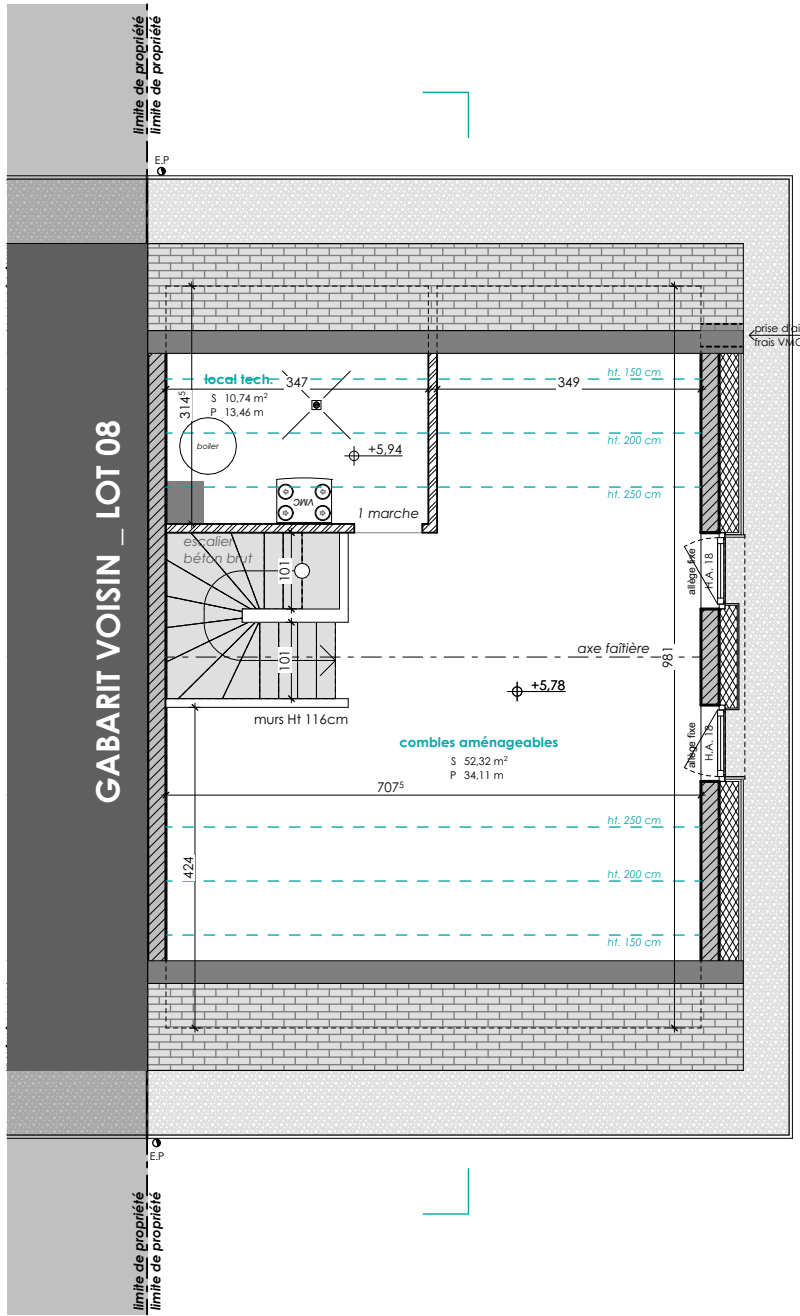 limite de propriété
limite de propriété
E.P
prise d'ai
frais VMC
local tech.
S 10,74 m²
P 13,46 m
347
349
314⁵
ht. 150 cm
ht. 200 cm
ht. 250 cm
boiler
+5,94
VMC
1 marche
escalier
béton brut
101
101
allège fixe
H.A. 18
axe faîtière
981
+5,78
murs Ht 116cm
combles aménageables
S 52,32 m²
P 34,11 m
allège fixe
H.A. 18
707⁵
424
ht. 250 cm
ht. 200 cm
ht. 150 cm
GABARIT VOISIN _ LOT 08
E.P
limite de propriété
limite de propriété